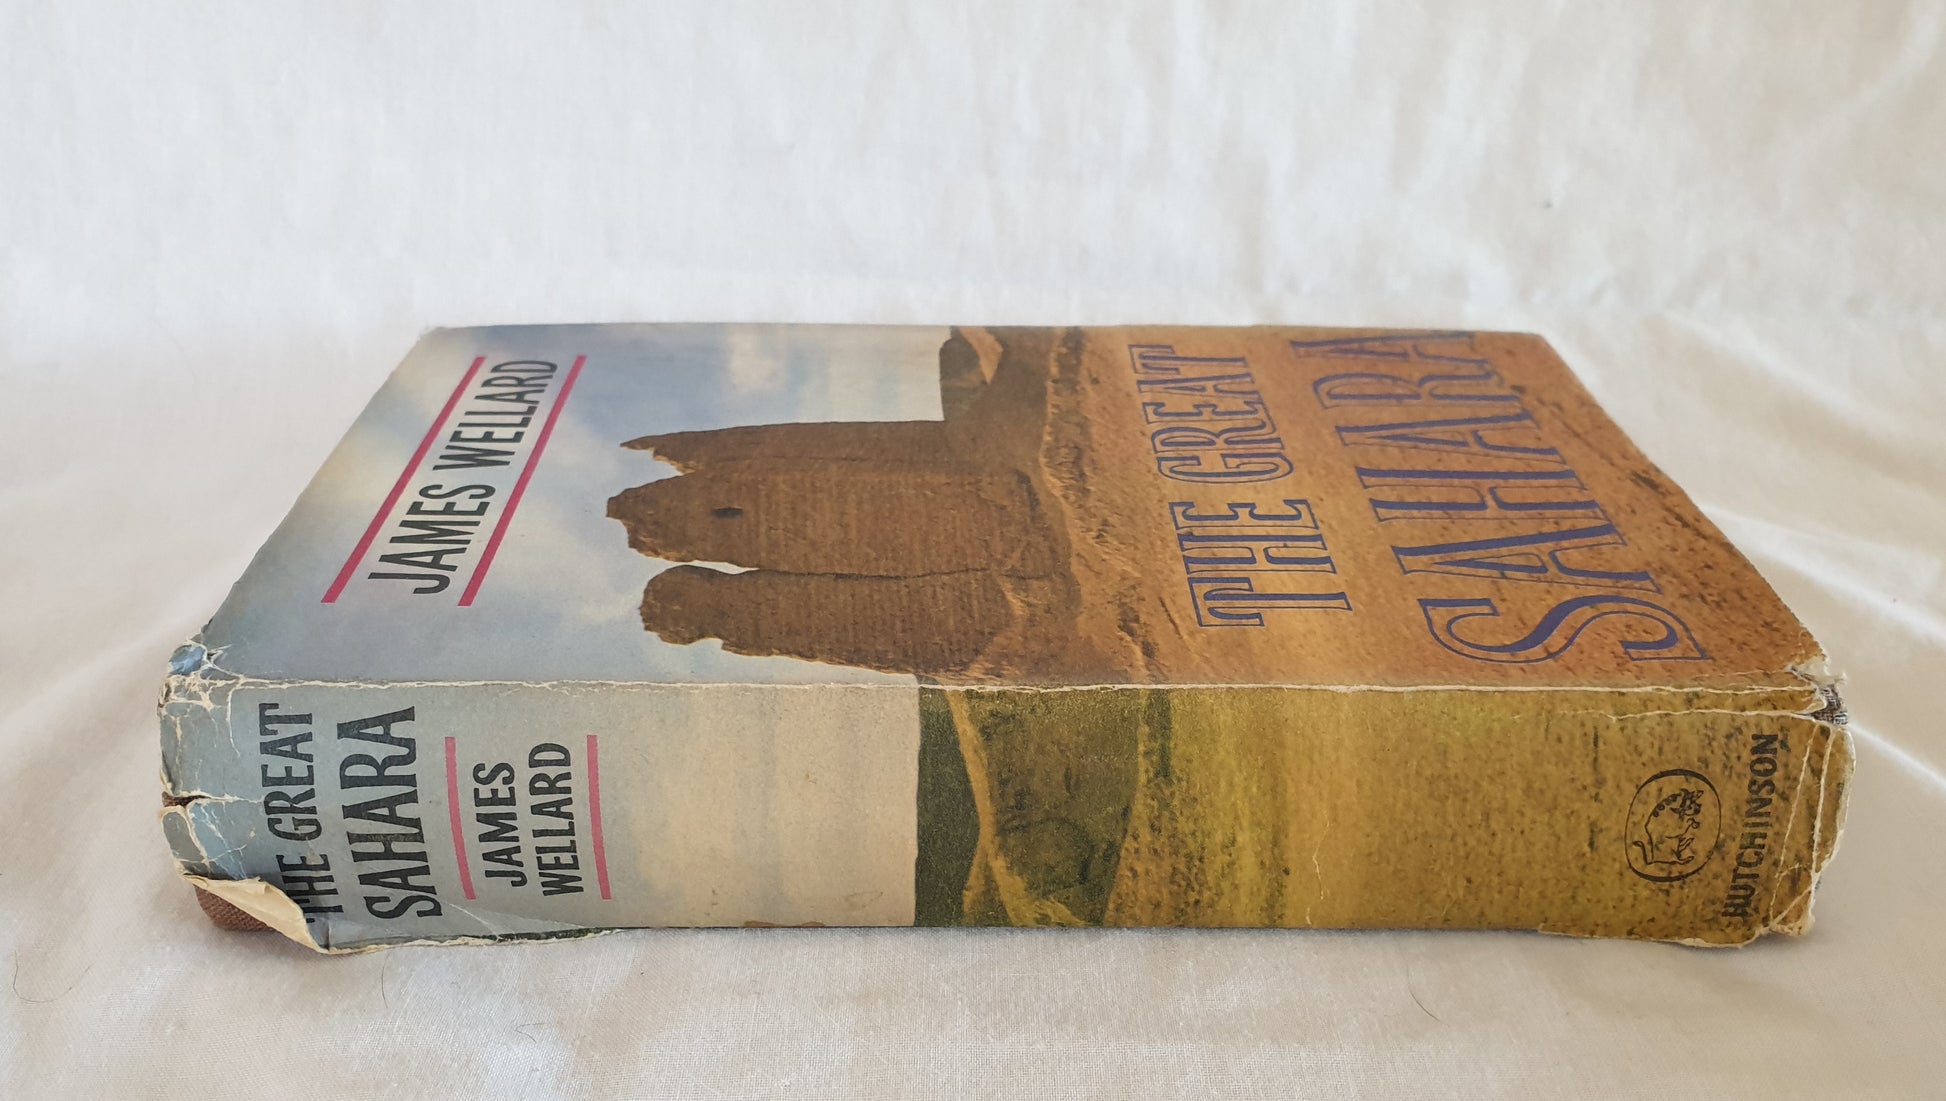 JAMES WELLARD
THE GREAT
SAHARA
THE GREAT
SAHARA
JAMES
WELLARD
HUTCHINSON